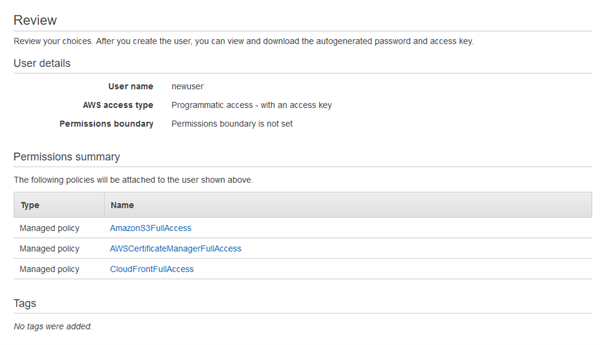 Review
Review your choices. After you create the user, you can view and download the autogenerated password and access key.
User details
User name newuser
AWS access type Programmatic access - with an access key
Permissions boundary Permissions boundary is not set
Permissions summary
The following policies will be attached to the user shown above.
Type Name
Managed policy AmazonS3FullAccess
Managed policy AWSCertificateManagerFullAccess
Managed policy CloudFrontFullAccess
Tags
No tags were added.